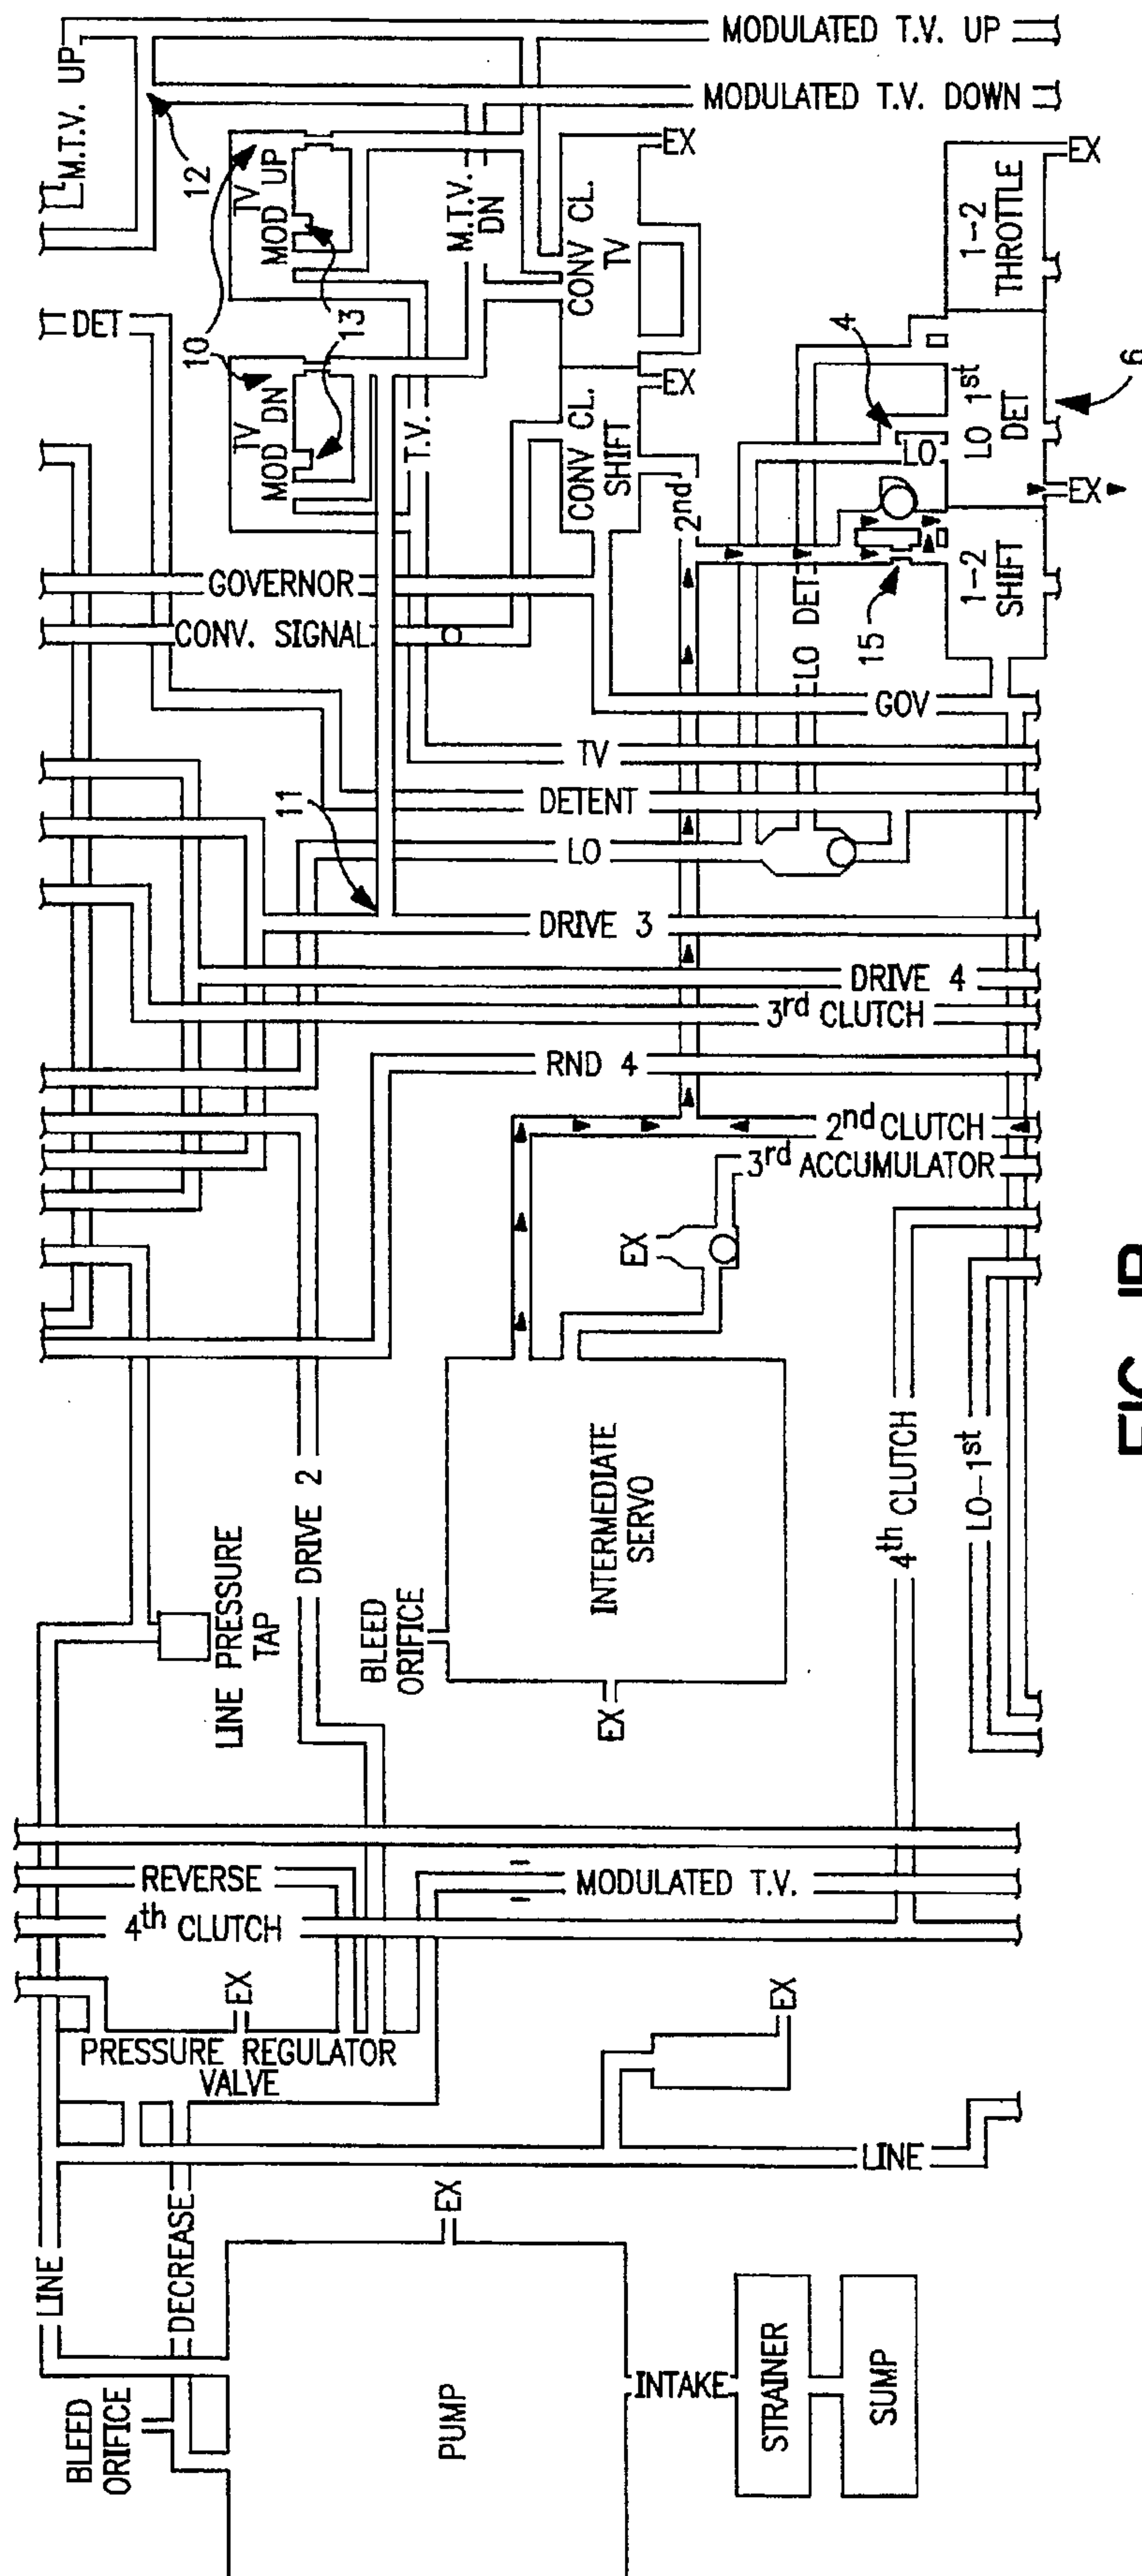 MODULATED T.V. UP
M.T.V. UP
MODULATED T.V. DOWN
12
TV
MOD UP
10
13
M.T.V.
DN
CONV CL.
TV
EX
EX
1-2
THROTTLE
DET
TV
MOD DN
T.V.
CONV CL.
SHIFT
EX
4
LO
LO 1st
DET
6
EX
2nd
GOVERNOR
CONV. SIGNAL
LO DET
15
1-2
SHIFT
GOV
TV
DETENT
11
LO
DRIVE 3
DRIVE 4
3rd CLUTCH
RND 4
2nd CLUTCH
3rd ACCUMULATOR
EX
LINE PRESSURE
TAP
DRIVE 2
BLEED
ORIFICE
INTERMEDIATE
SERVO
EX
4th CLUTCH
LO-1st
REVERSE
4th CLUTCH
MODULATED T.V.
EX
PRESSURE REGULATOR
VALVE
EX
LINE
LINE
DECREASE
EX
BLEED
ORIFICE
PUMP
INTAKE
STRAINER
SUMP